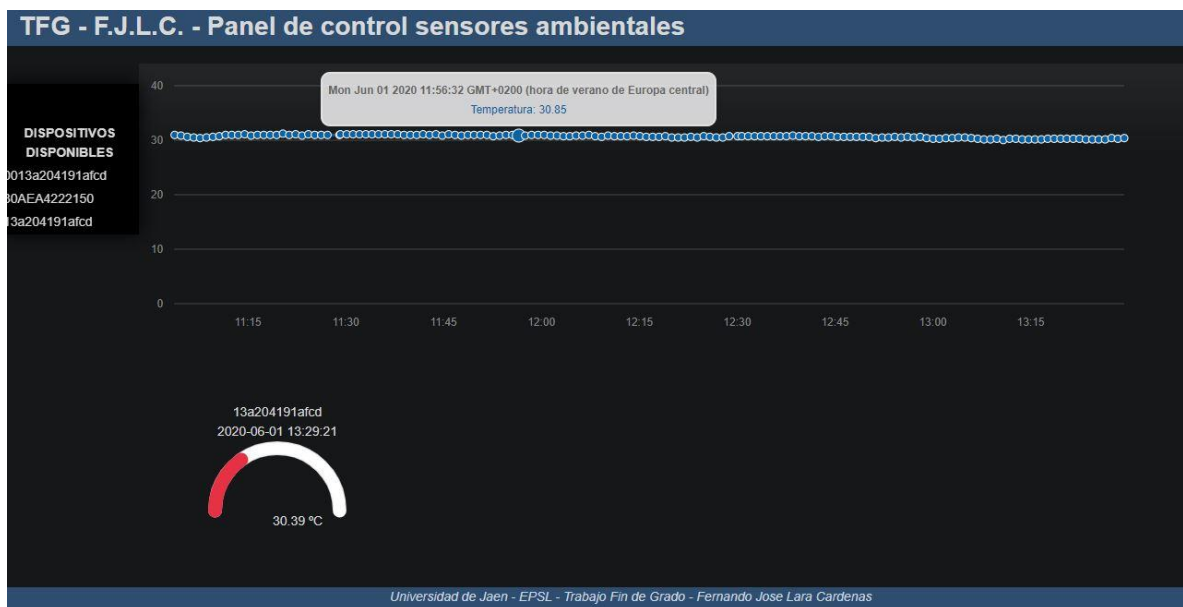 TFG - F.J.L.C. - Panel de control sensores ambientales
DISPOSITIVOS
DISPONIBLES
0013a204191afcd
30AEA4222150
13a204191afcd
40
30
20
10
0
Mon Jun 01 2020 11:56:32 GMT+0200 (hora de verano de Europa central)
Temperatura: 30.85
11:15 11:30 11:45 12:00 12:15 12:30 12:45 13:00 13:15
13a204191afcd
2020-06-01 13:29:21
30.39 ºC
Universidad de Jaen - EPSL - Trabajo Fin de Grado - Fernando Jose Lara Cardenas